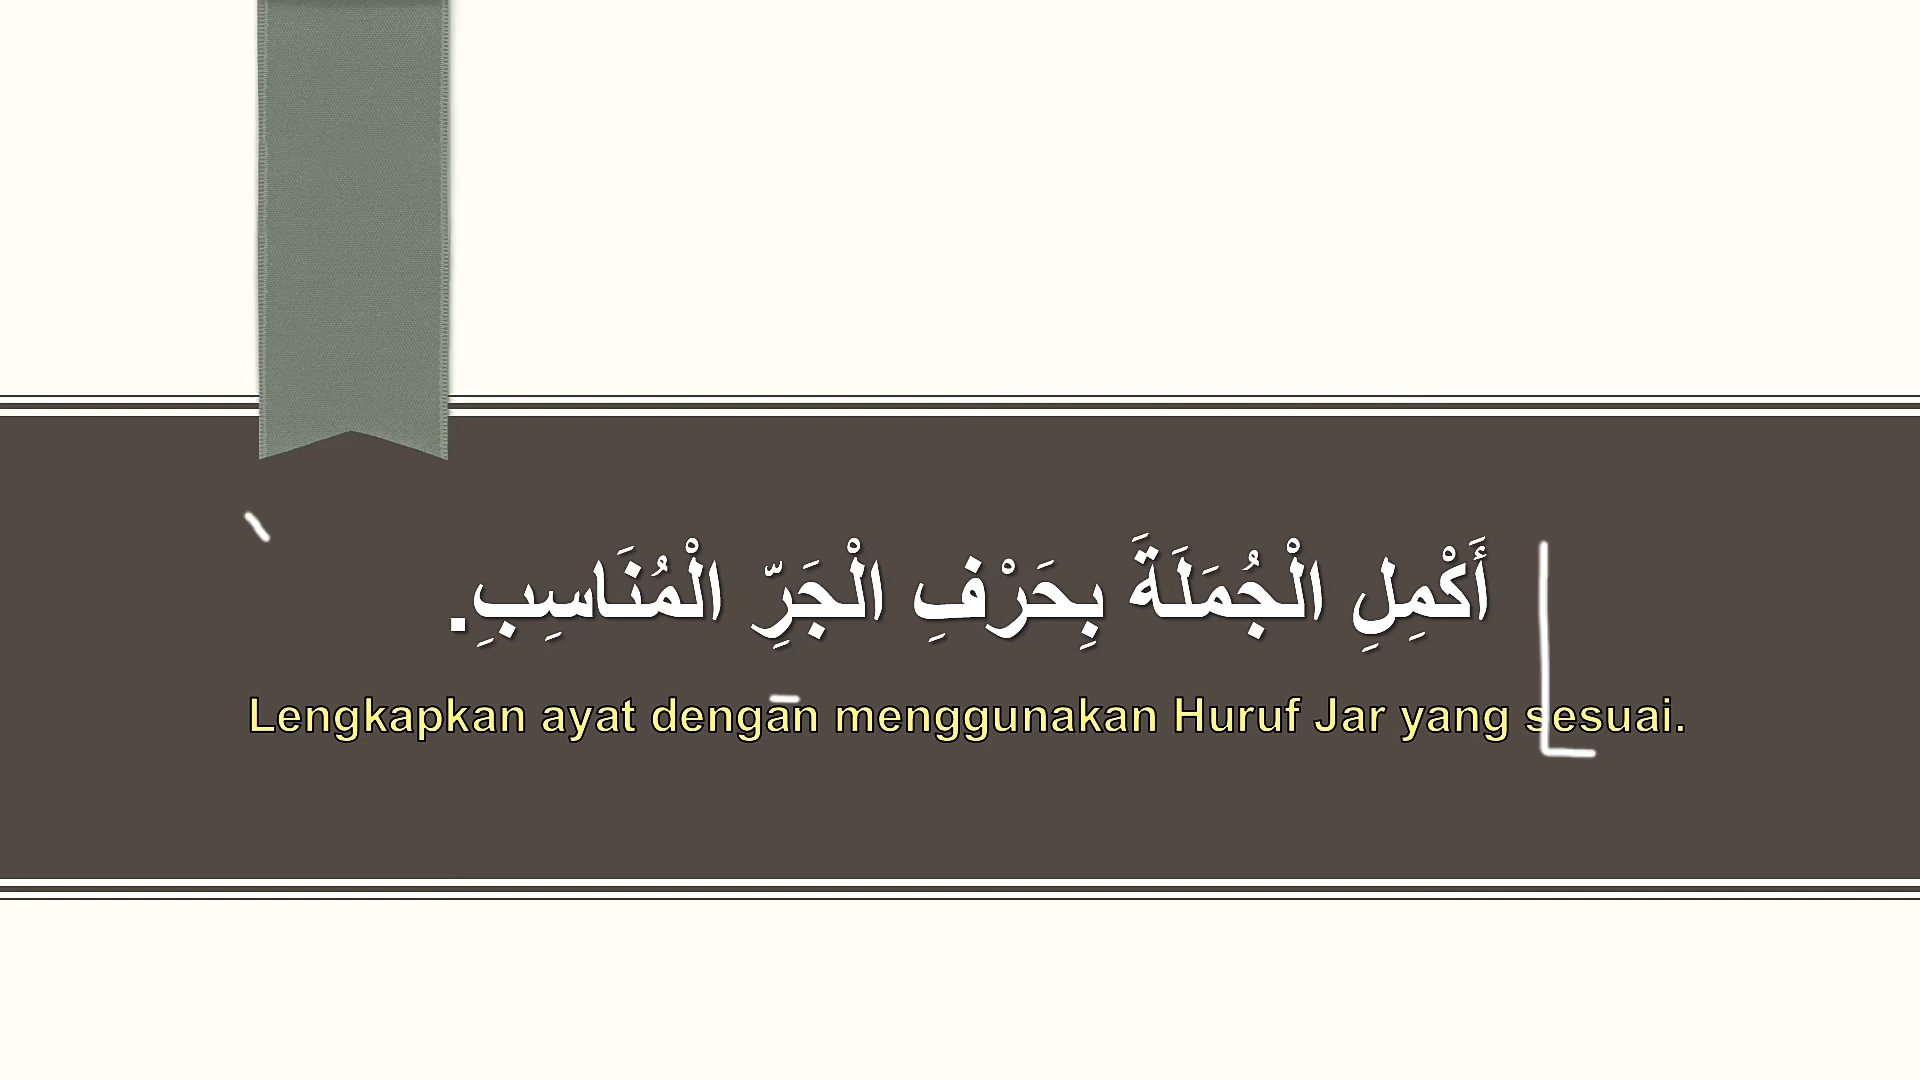 أَكْمِلِ الْجُمَلَةَ بِحَرْفِ الْجَرِّ الْمُنَاسِبِ.
Lengkapkan ayat dengan menggunakan Huruf Jar yang sesuai.